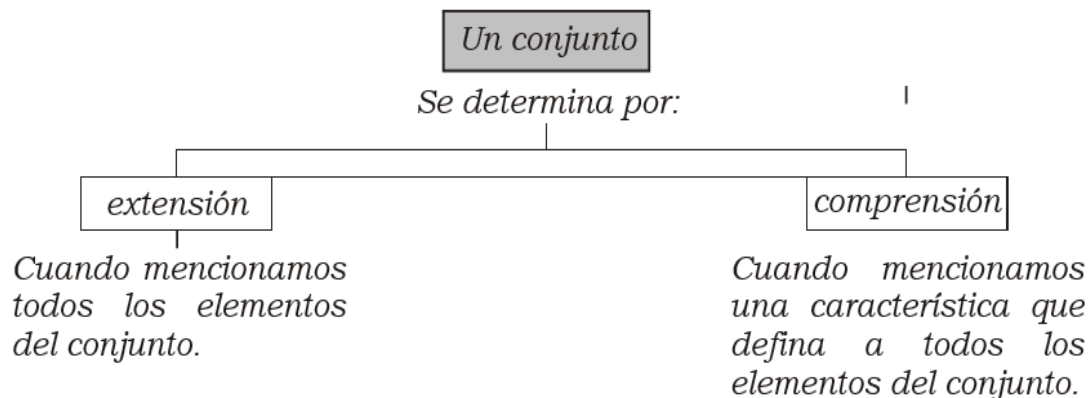 Un conjunto
Se determina por:
extensión
comprensión
Cuando mencionamos
todos los elementos
del conjunto.
Cuando mencionamos
una característica que
defina a todos los
elementos del conjunto.